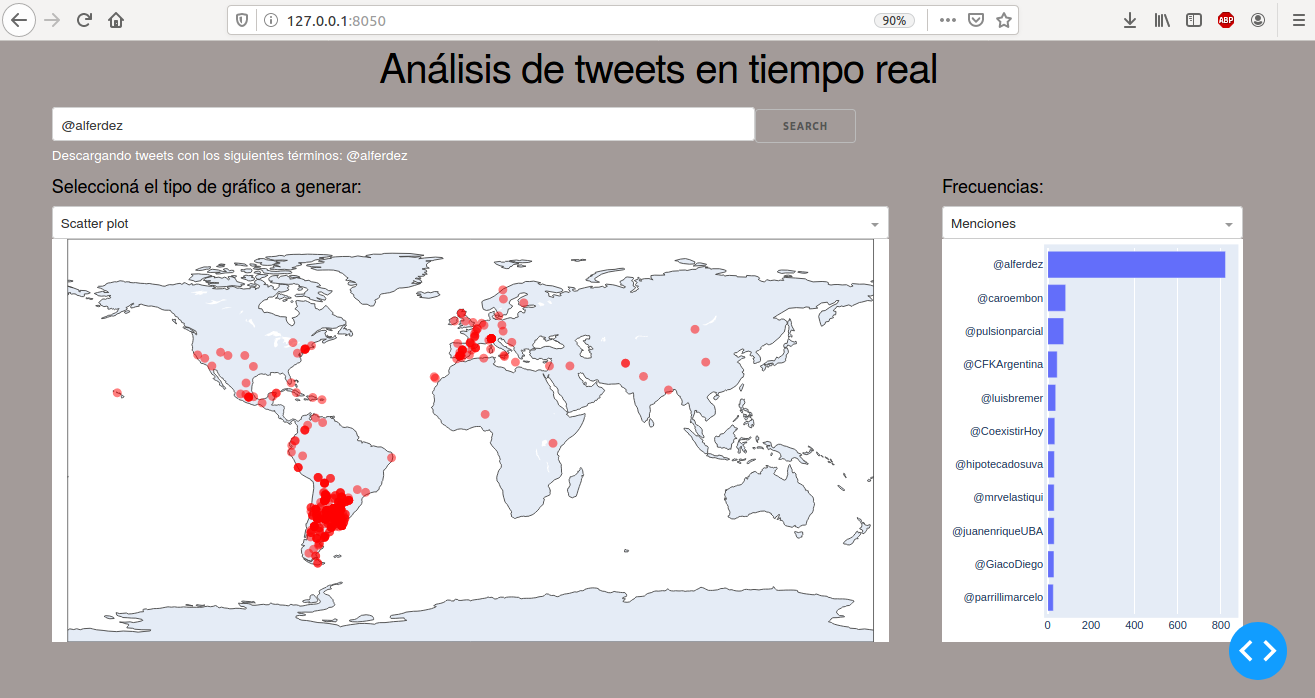 127.0.0.1:8050
90%
ABP
Análisis de tweets en tiempo real
@alferdez
SEARCH
Descargando tweets con los siguientes términos: @alferdez
Seleccioná el tipo de gráfico a generar:
Frecuencias:
Scatter plot
Menciones
@alferdez
@caroembon
@pulsionparcial
@CFKArgentina
@luisbremer
@CoexistirHoy
@hipotecadosuva
@mrvelastiqui
@juanenriqueUBA
@GiacoDiego
@parrillimarcelo
0 200 400 600 800